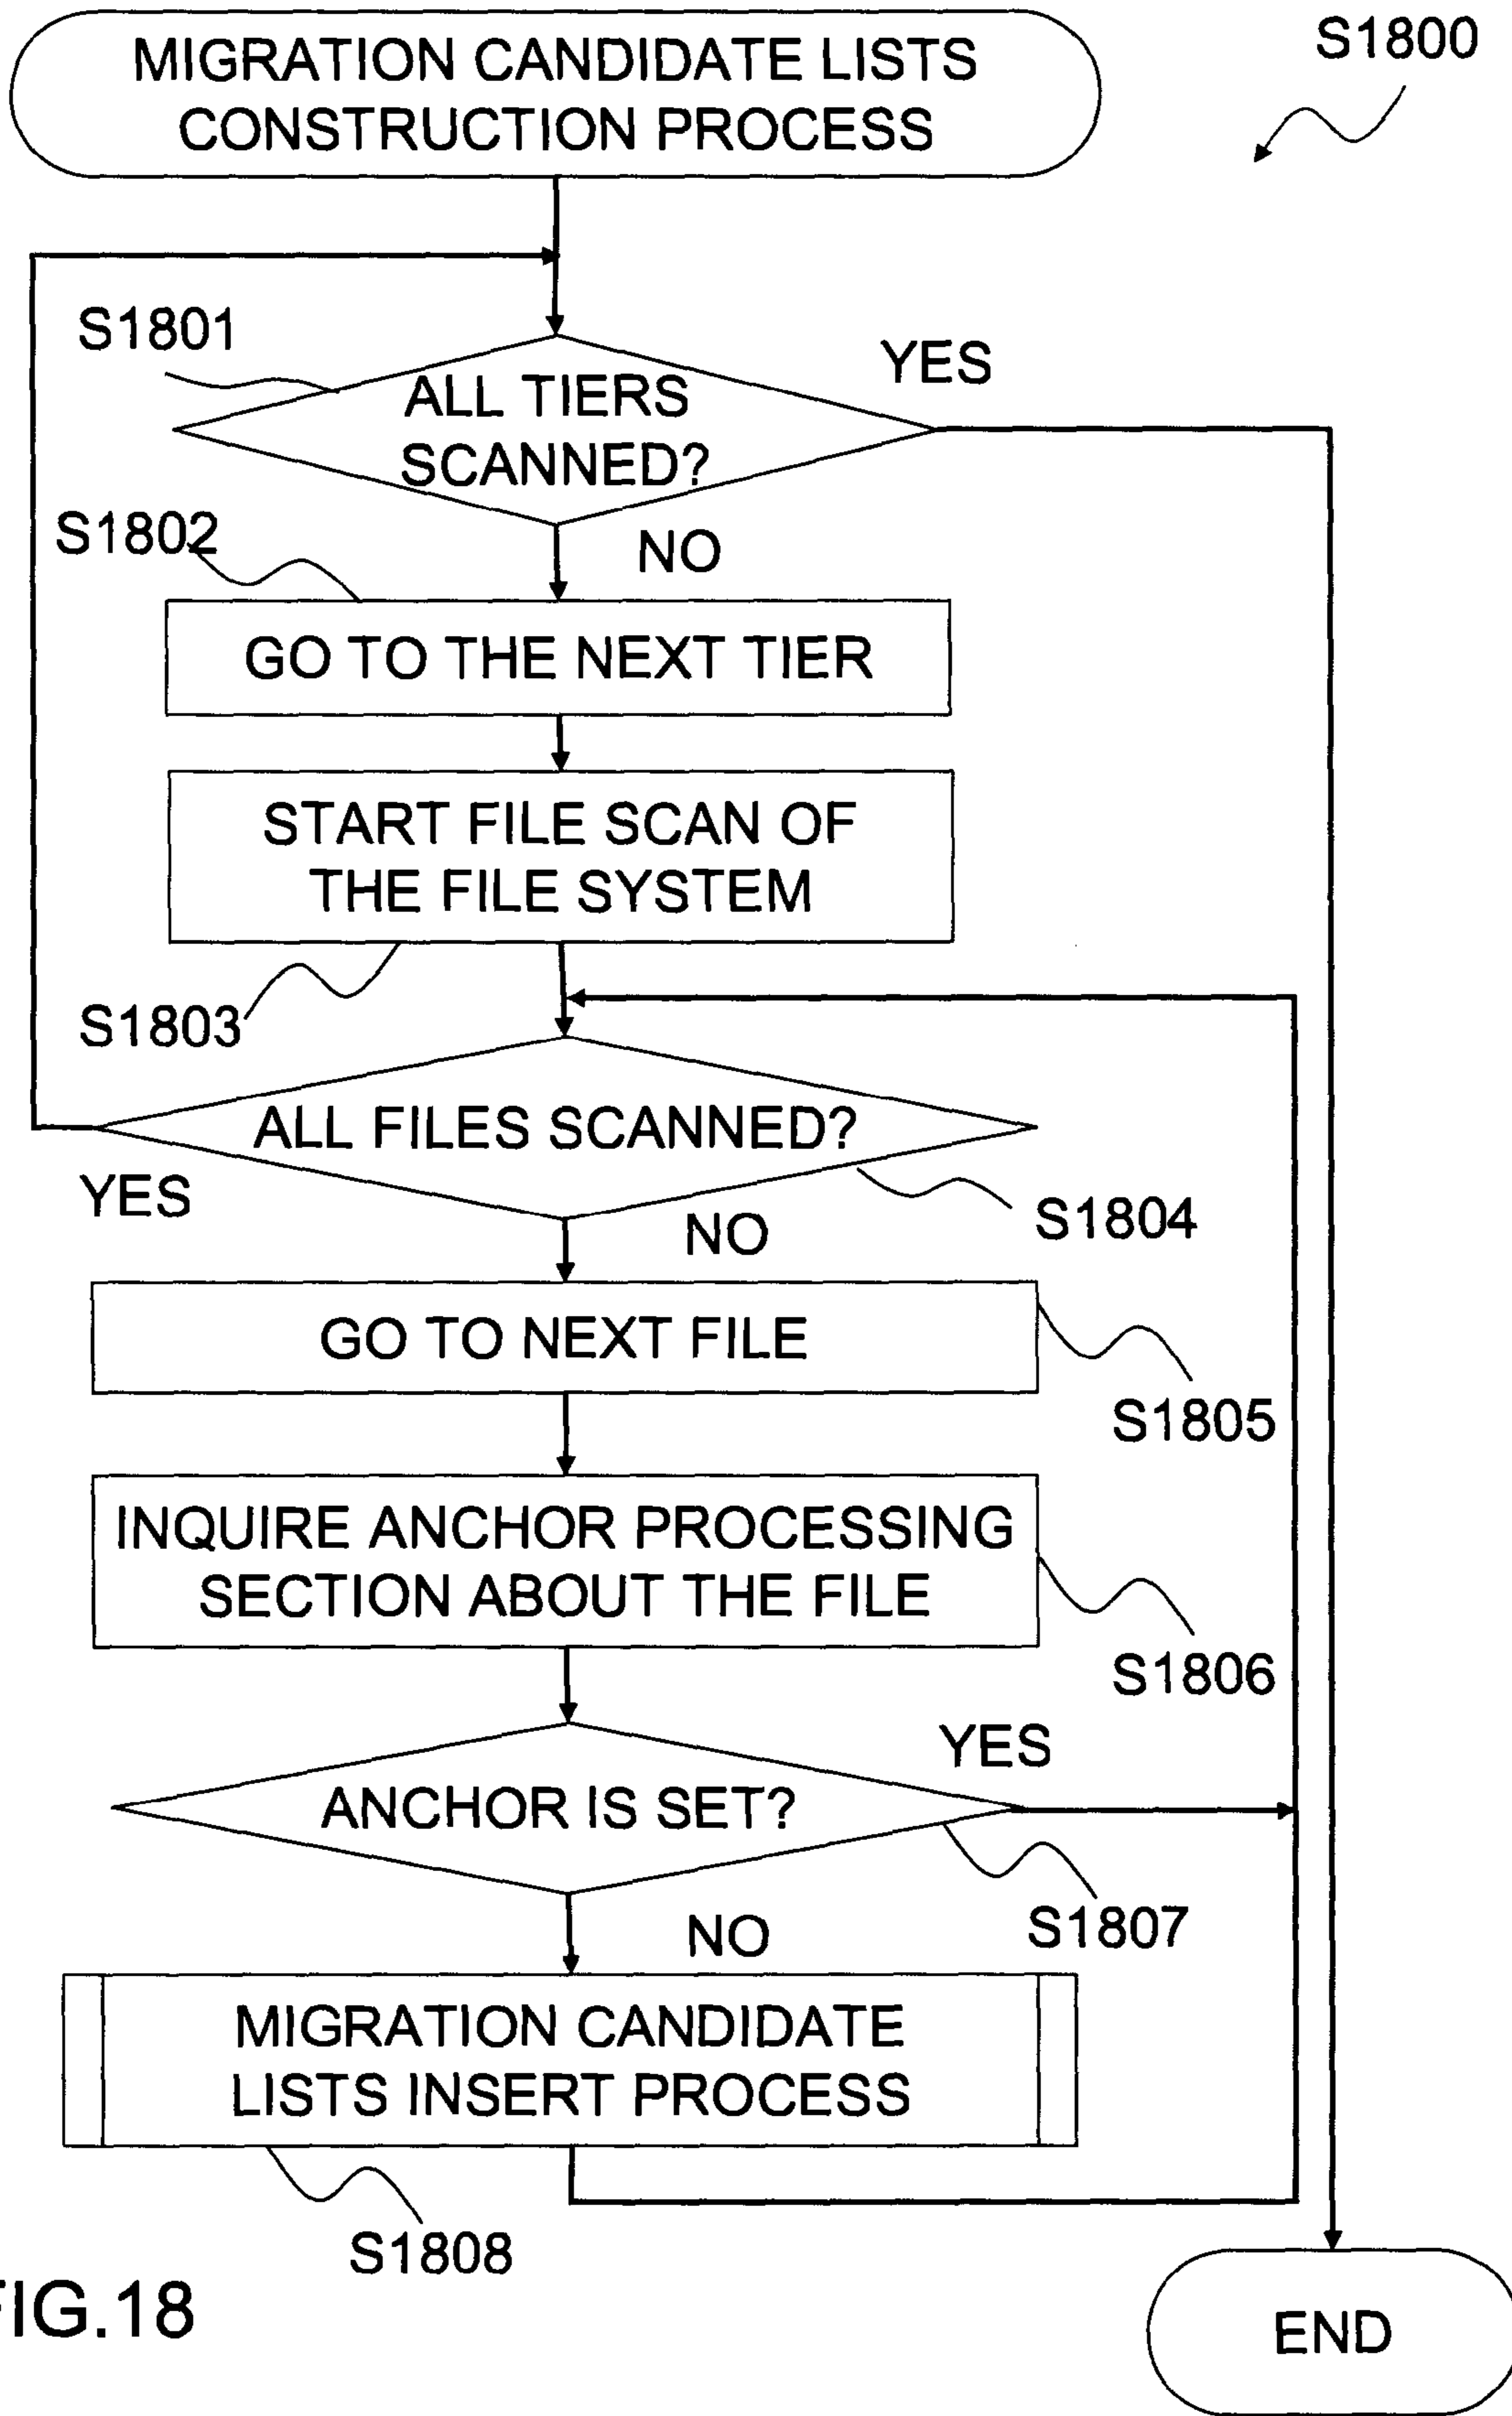 MIGRATION CANDIDATE LISTS
CONSTRUCTION PROCESS
S1800
S1801
ALL TIERS
SCANNED?
YES
S1802
NO
GO TO THE NEXT TIER
START FILE SCAN OF
THE FILE SYSTEM
S1803
ALL FILES SCANNED?
YES
S1804
NO
GO TO NEXT FILE
S1805
INQUIRE ANCHOR PROCESSING
SECTION ABOUT THE FILE
S1806
YES
ANCHOR IS SET?
S1807
NO
MIGRATION CANDIDATE
LISTS INSERT PROCESS
S1808
FIG.18
END